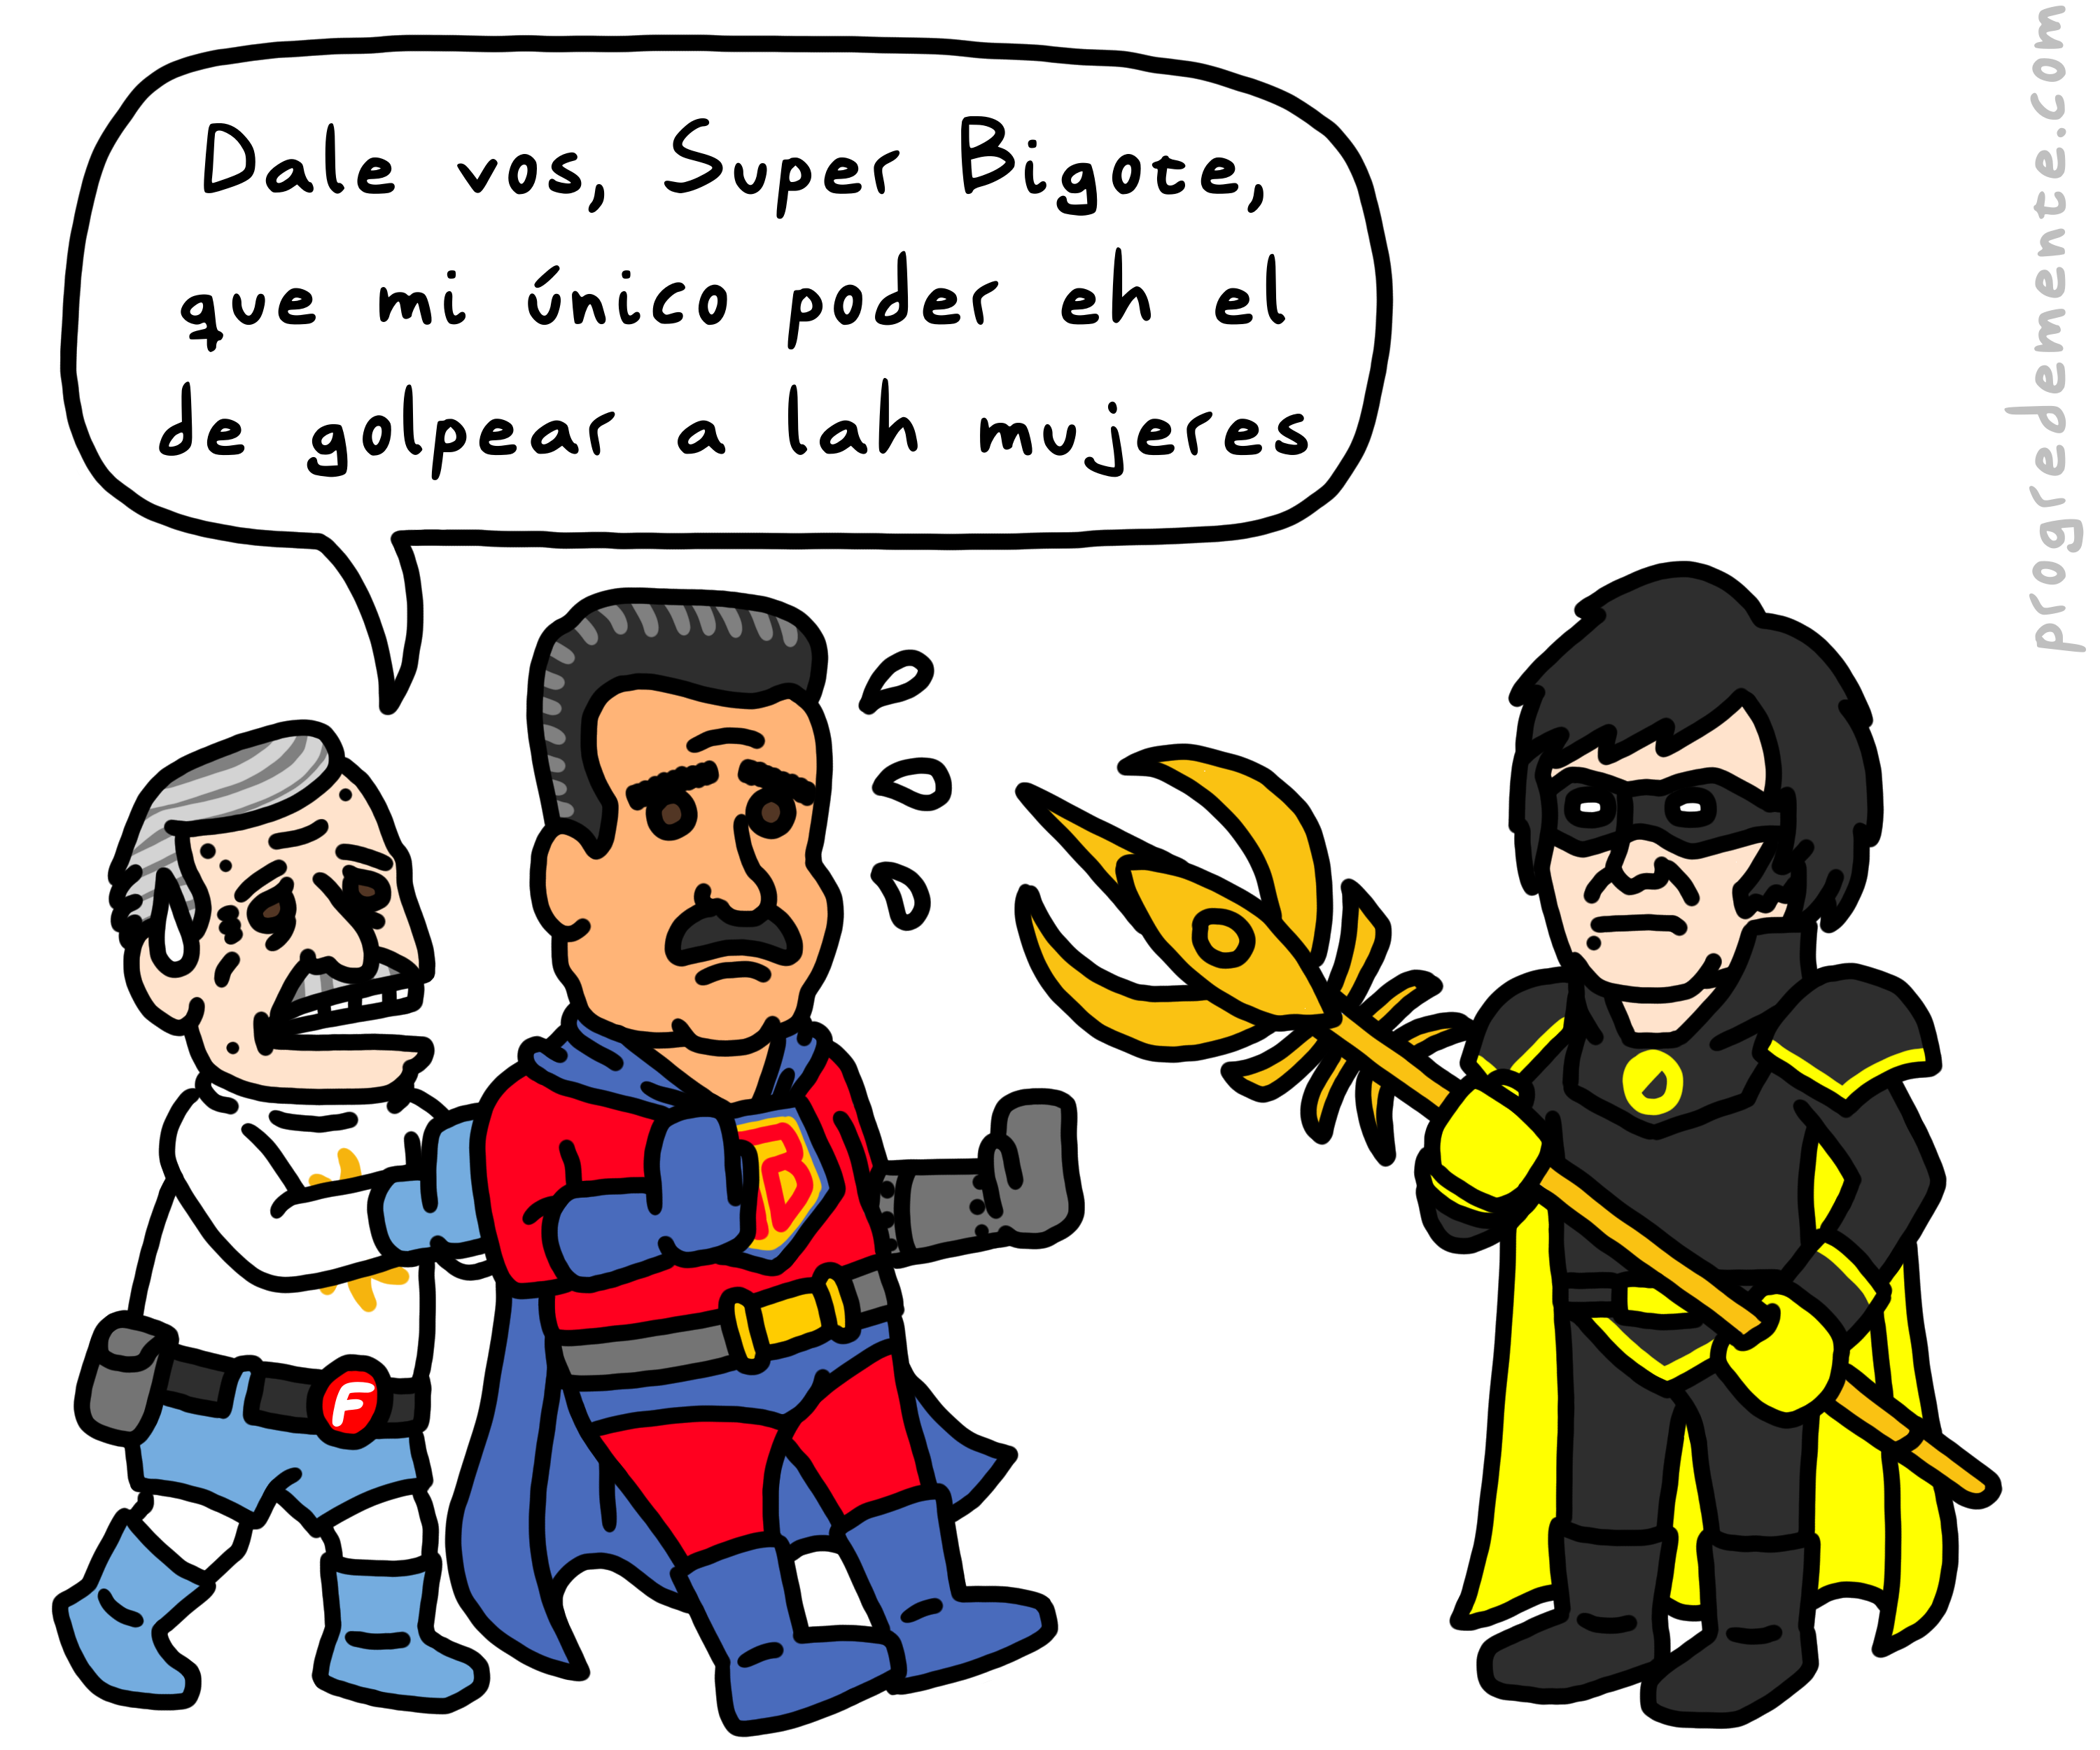 Dale vos, Super Bigote,
que mi único poder eh el
de golpear a lah mujeres
progredemente.com
B
F